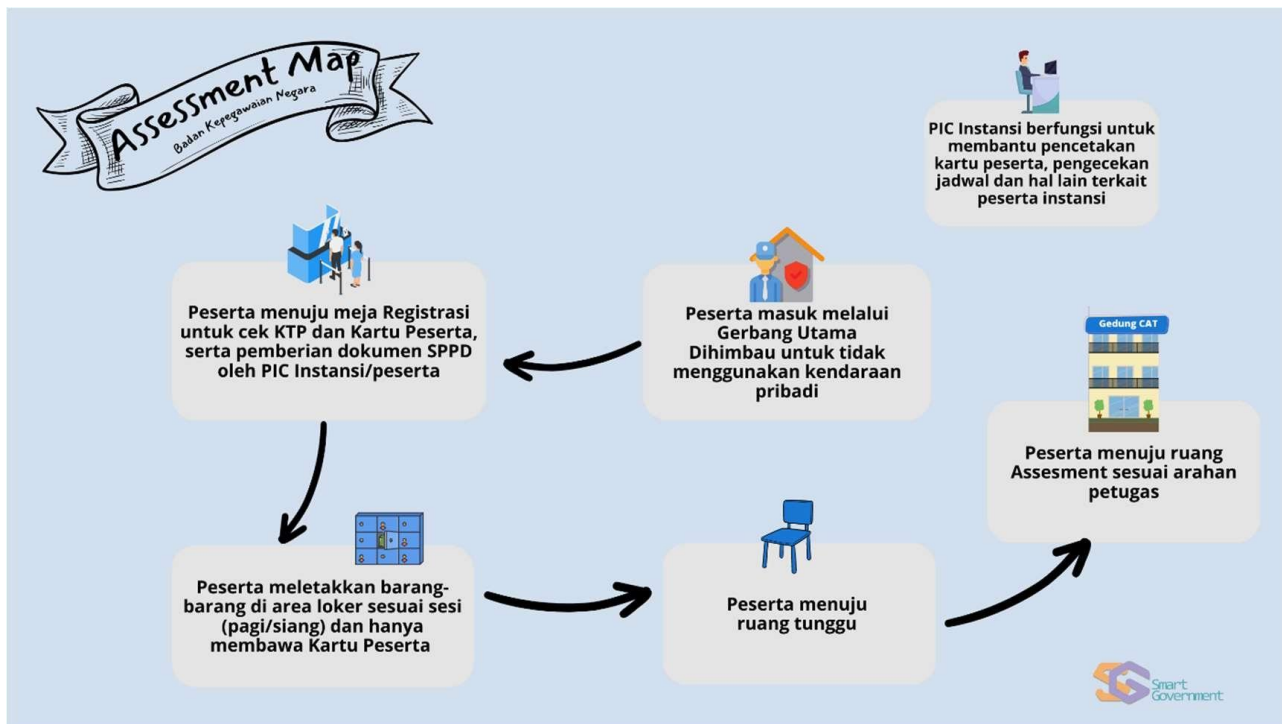 Assessment Map
Badan Kepegawaian Negara
PIC Instansi berfungsi untuk
membantu pencetakan
kartu peserta, pengecekan
jadwal dan hal lain terkait
peserta instansi
Peserta masuk melalui
Gerbang Utama
Dihimbau untuk tidak
menggunakan kendaraan
pribadi
Peserta menuju meja Registrasi
untuk cek KTP dan Kartu Peserta,
serta pemberian dokumen SPPD
oleh PIC Instansi/peserta
Peserta meletakkan barang-
barang di area loker sesuai sesi
(pagi/siang) dan hanya
membawa Kartu Peserta
Peserta menuju
ruang tunggu
Gedung CAT
Peserta menuju ruang
Assesment sesuai arahan
petugas
SG
Smart
Government